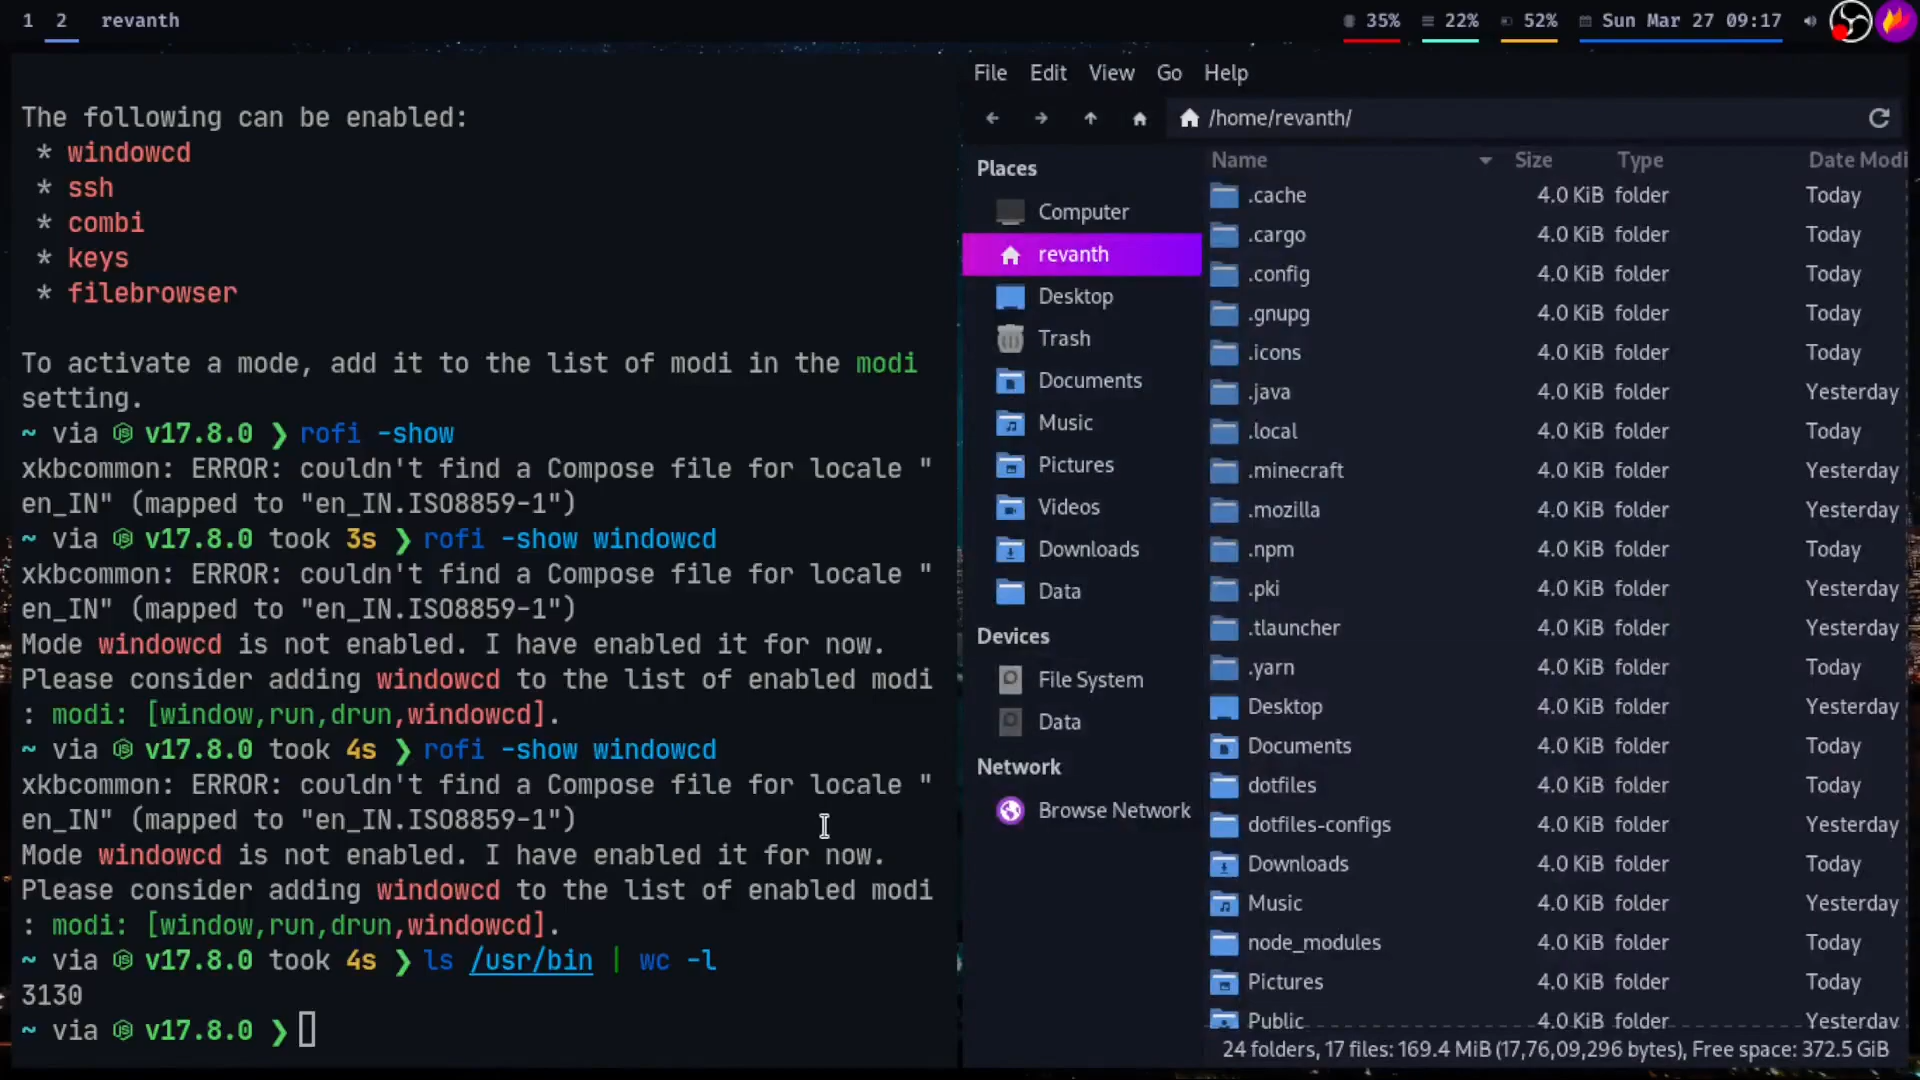 1 2 revanth 35% 22% 52% Sun Mar 27 09:17
The following can be enabled:
* windowcd
* ssh
* combi
* keys
* filebrowser
To activate a mode, add it to the list of modi in the modi
setting.
~ via v17.8.0 ❯ rofi -show
xkbcommon: ERROR: couldn't find a Compose file for locale "
en_IN" (mapped to "en_IN.ISO8859-1")
~ via v17.8.0 took 3s ❯ rofi -show windowcd
xkbcommon: ERROR: couldn't find a Compose file for locale "
en_IN" (mapped to "en_IN.ISO8859-1")
Mode windowcd is not enabled. I have enabled it for now.
Please consider adding windowcd to the list of enabled modi
: modi: [window,run,drun,windowcd].
~ via v17.8.0 took 4s ❯ rofi -show windowcd
xkbcommon: ERROR: couldn't find a Compose file for locale "
en_IN" (mapped to "en_IN.ISO8859-1")
Mode windowcd is not enabled. I have enabled it for now.
Please consider adding windowcd to the list of enabled modi
: modi: [window,run,drun,windowcd].
~ via v17.8.0 took 4s ❯ ls /usr/bin | wc -l
3130
~ via v17.8.0 ❯
File Edit View Go Help
/home/revanth/
Places
Computer
revanth
Desktop
Trash
Documents
Music
Pictures
Videos
Downloads
Data
Devices
File System
Data
Network
Browse Network
Name Size Type Date Modi
.cache 4.0 KiB folder Today
.cargo 4.0 KiB folder Today
.config 4.0 KiB folder Today
.gnupg 4.0 KiB folder Today
.icons 4.0 KiB folder Today
.java 4.0 KiB folder Yesterday
.local 4.0 KiB folder Today
.minecraft 4.0 KiB folder Yesterday
.mozilla 4.0 KiB folder Yesterday
.npm 4.0 KiB folder Today
.pki 4.0 KiB folder Yesterday
.tlauncher 4.0 KiB folder Yesterday
.yarn 4.0 KiB folder Today
Desktop 4.0 KiB folder Yesterday
Documents 4.0 KiB folder Today
dotfiles 4.0 KiB folder Today
dotfiles-configs 4.0 KiB folder Yesterday
Downloads 4.0 KiB folder Today
Music 4.0 KiB folder Yesterday
node_modules 4.0 KiB folder Today
Pictures 4.0 KiB folder Today
Public 4.0 KiB folder Yesterday
24 folders, 17 files: 169.4 MiB (17,76,09,296 bytes), Free space: 372.5 GiB